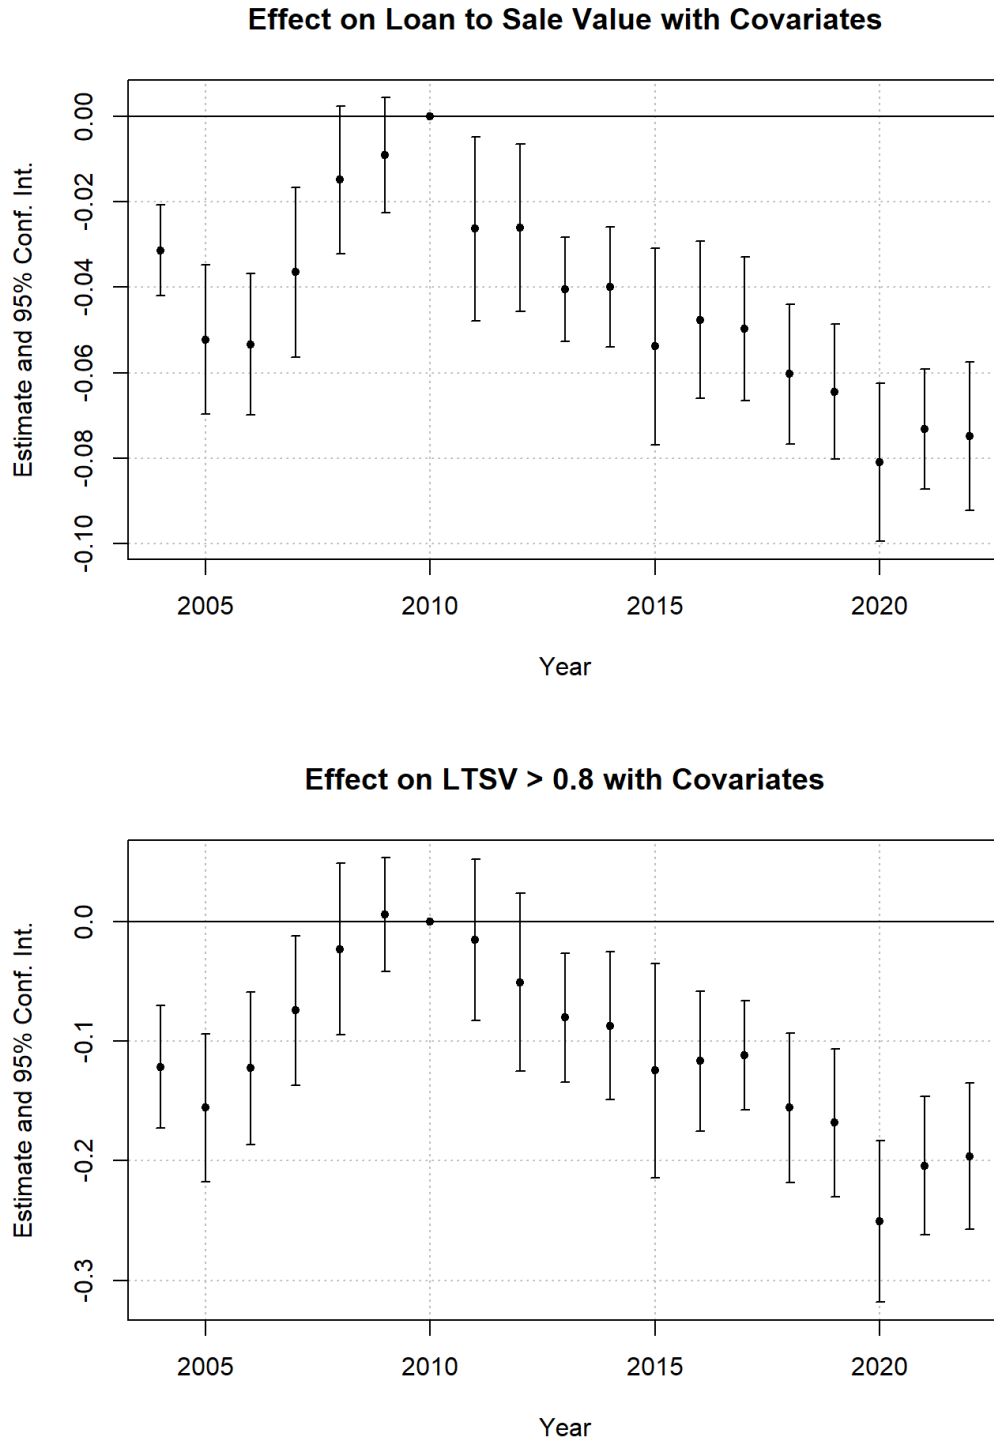 Effect on Loan to Sale Value with Covariates
Estimate and 95% Conf. Int.
0.00
-0.02
-0.04
-0.06
-0.08
-0.10
2005 2010 2015 2020
Year
Effect on LTSV > 0.8 with Covariates
Estimate and 95% Conf. Int.
0.0
-0.1
-0.2
-0.3
2005 2010 2015 2020
Year